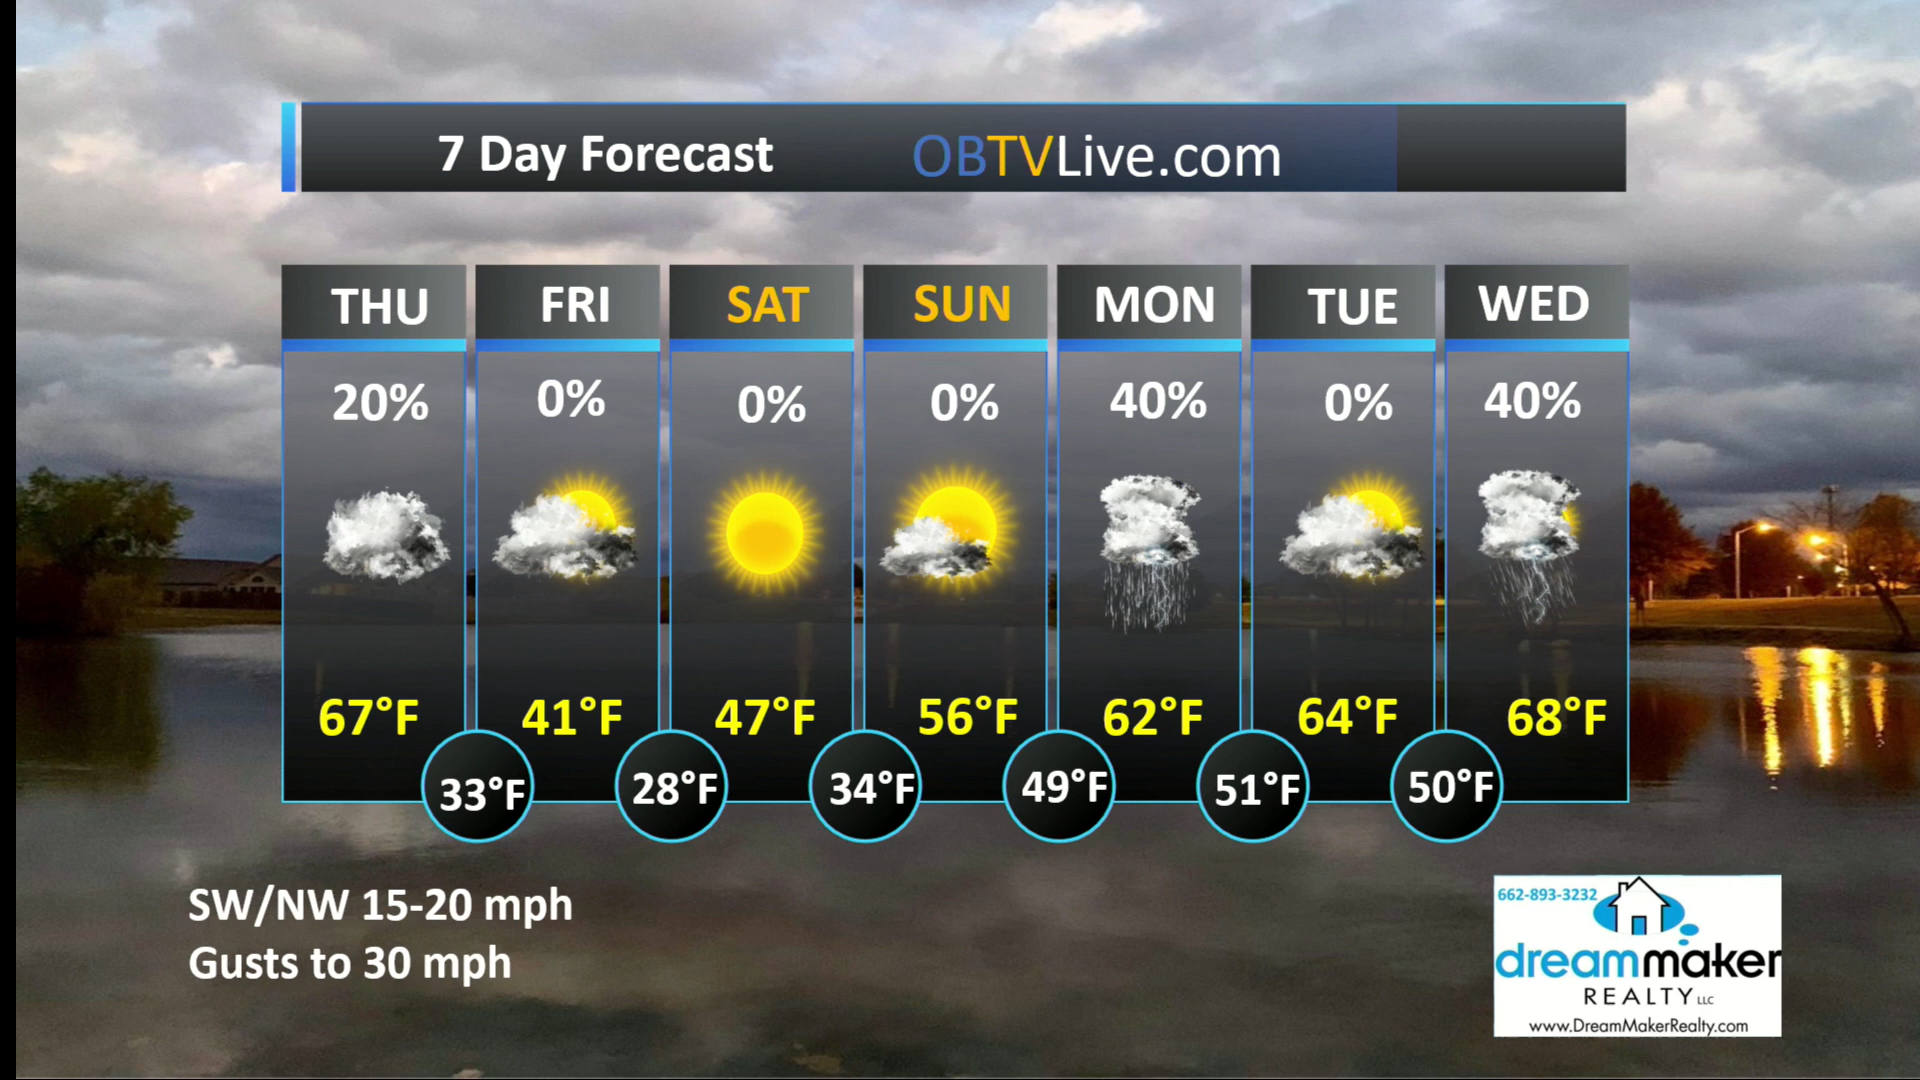 7 Day Forecast OBTVLive.com
THU FRI SAT SUN MON TUE WED
20% 0% 0% 0% 40% 0% 40%
67°F 41°F 47°F 56°F 62°F 64°F 68°F
33°F 28°F 34°F 49°F 51°F 50°F
SW/NW 15-20 mph
Gusts to 30 mph
662-893-3232
dreammaker
REALTY LLC
www.DreamMakerRealty.com